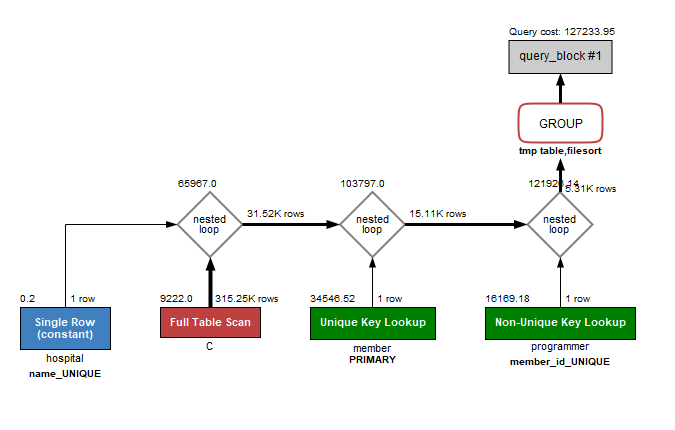 Query cost: 127233.95
query_block #1
GROUP
tmp table,filesort
65967.0
103797.0
5.31K rows
nested
loop
31.52K rows
nested
loop
15.11K rows
nested
loop
0.2
1 row
9222.0
315.25K rows
34546.52
1 row
16169.18
1 row
Single Row
(constant)
Full Table Scan
Unique Key Lookup
Non-Unique Key Lookup
hospital
name_UNIQUE
C
member
PRIMARY
programmer
member_id_UNIQUE